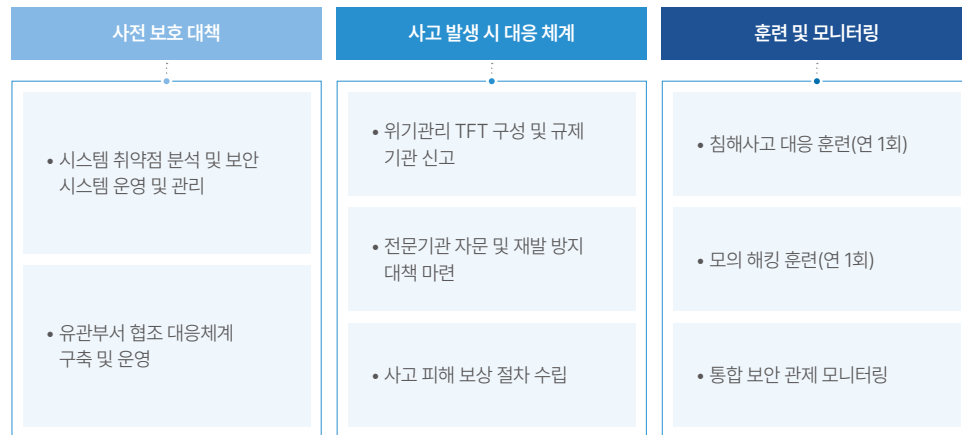 사전 보호 대책
• 시스템 취약점 분석 및 보안
시스템 운영 및 관리
• 유관부서 협조 대응체계
구축 및 운영
사고 발생 시 대응 체계
• 위기관리 TFT 구성 및 규제
기관 신고
• 전문기관 자문 및 재발 방지
대책 마련
• 사고 피해 보상 절차 수립
훈련 및 모니터링
• 침해사고 대응 훈련(연 1회)
• 모의 해킹 훈련(연 1회)
• 통합 보안 관제 모니터링